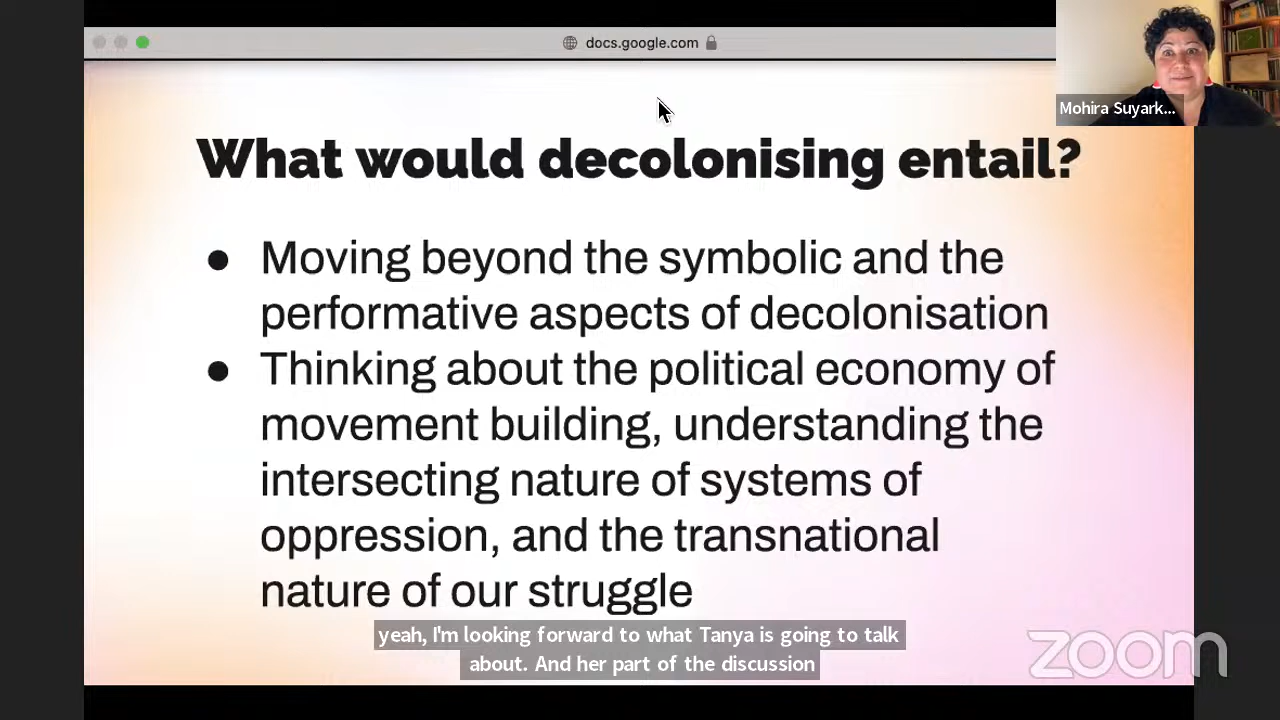 docs.google.com
Mohira Suyark...
What would decolonising entail?
● Moving beyond the symbolic and the
performative aspects of decolonisation
● Thinking about the political economy of
movement building, understanding the
intersecting nature of systems of
oppression, and the transnational
nature of our struggle
yeah, I'm looking forward to what Tanya is going to talk
about. And her part of the discussion
zoom